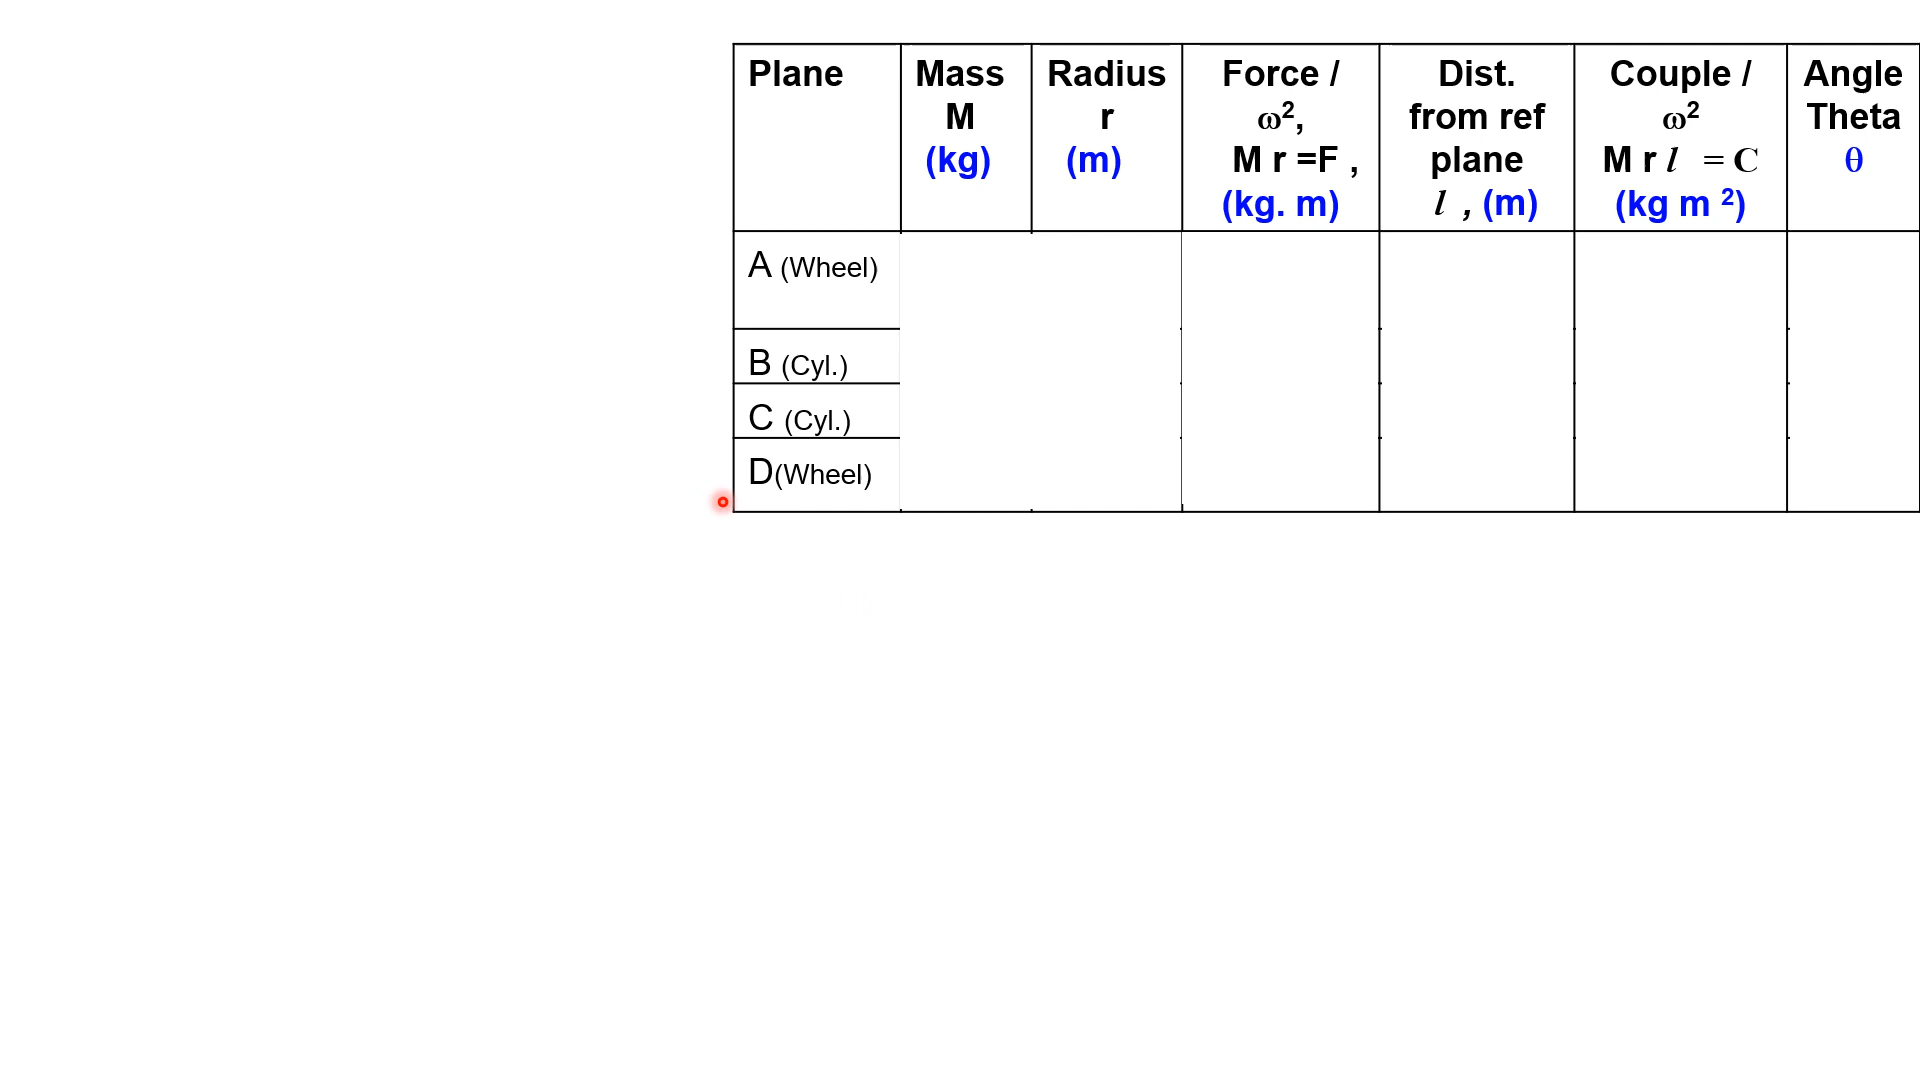 Plane Mass Radius Force / Dist. Couple / Angle
M r ω², from ref ω² Theta
(kg) (m) M r =F , plane M r l = C θ
(kg. m) l , (m) (kg m ²)
A (Wheel)
B (Cyl.)
C (Cyl.)
D(Wheel)